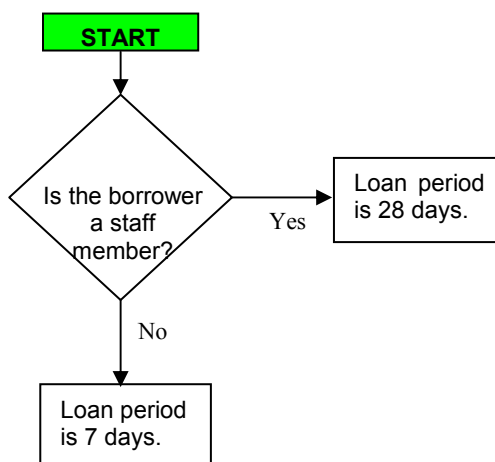 START
Is the borrower
a staff
member?
Yes
Loan period
is 28 days.
No
Loan period
is 7 days.